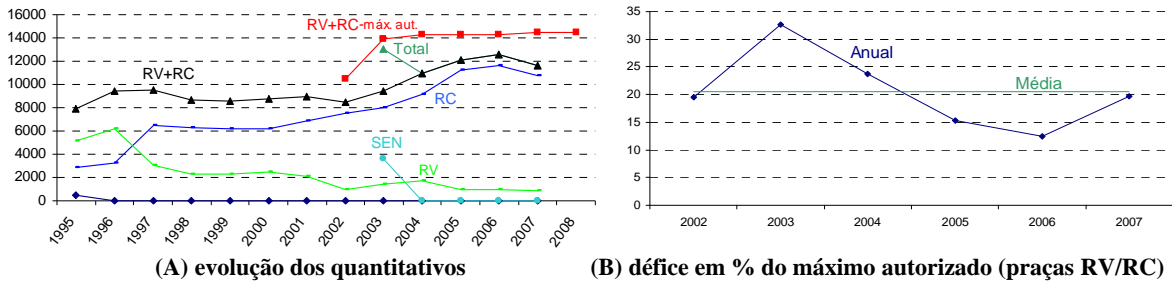 14000
12000
10000
8000
6000
4000
2000
0
16000
RV+RC-máx. aut.
Total
RV+RC
RC
SEN
RV
1995
1996
1997
1998
1999
2000
2001
2002
2003
2004
2005
2006
2007
2008
(A) evolução dos quantitativos
35
30
25
20
15
10
5
0
Anual
Média
2002 2003 2004 2005 2006 2007
(B) défice em % do máximo autorizado (praças RV/RC)